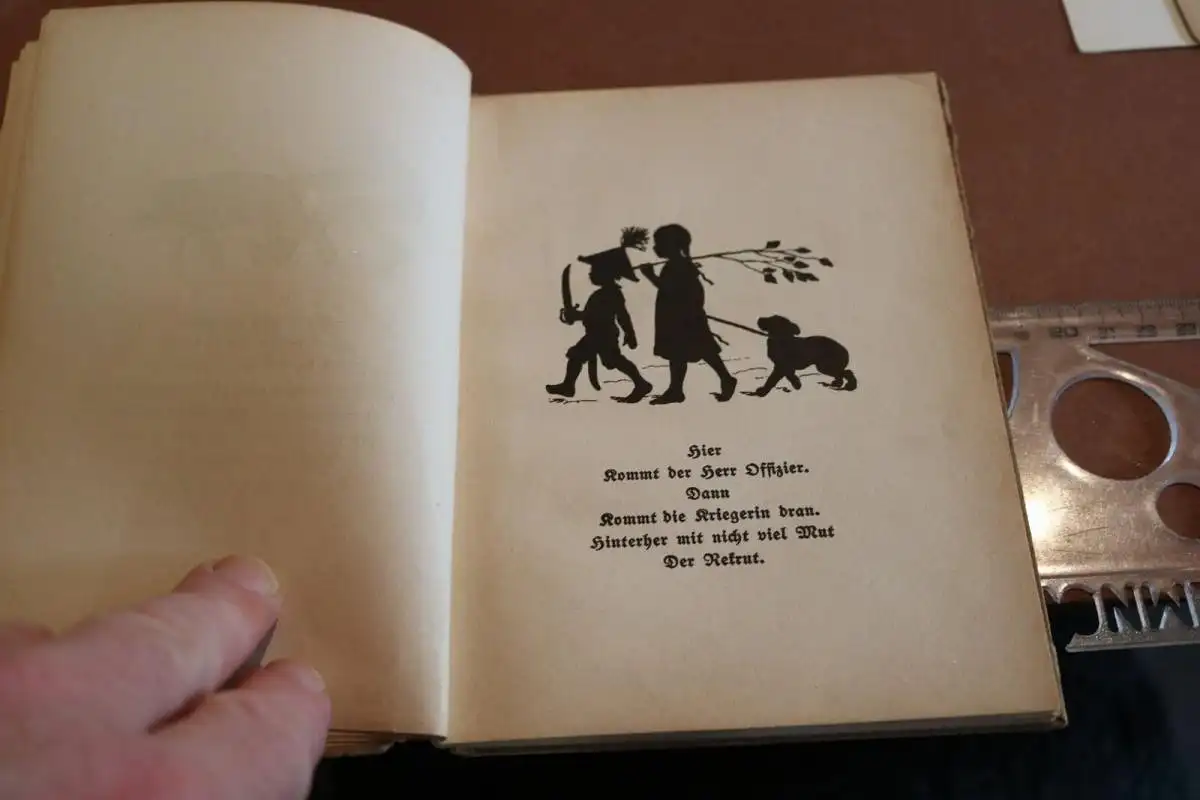 Hier
Kommt der Herr Offizier.
Dann
Kommt die Kriegerin dran.
Hinterher mit nicht viel Mut
Der Rekrut.